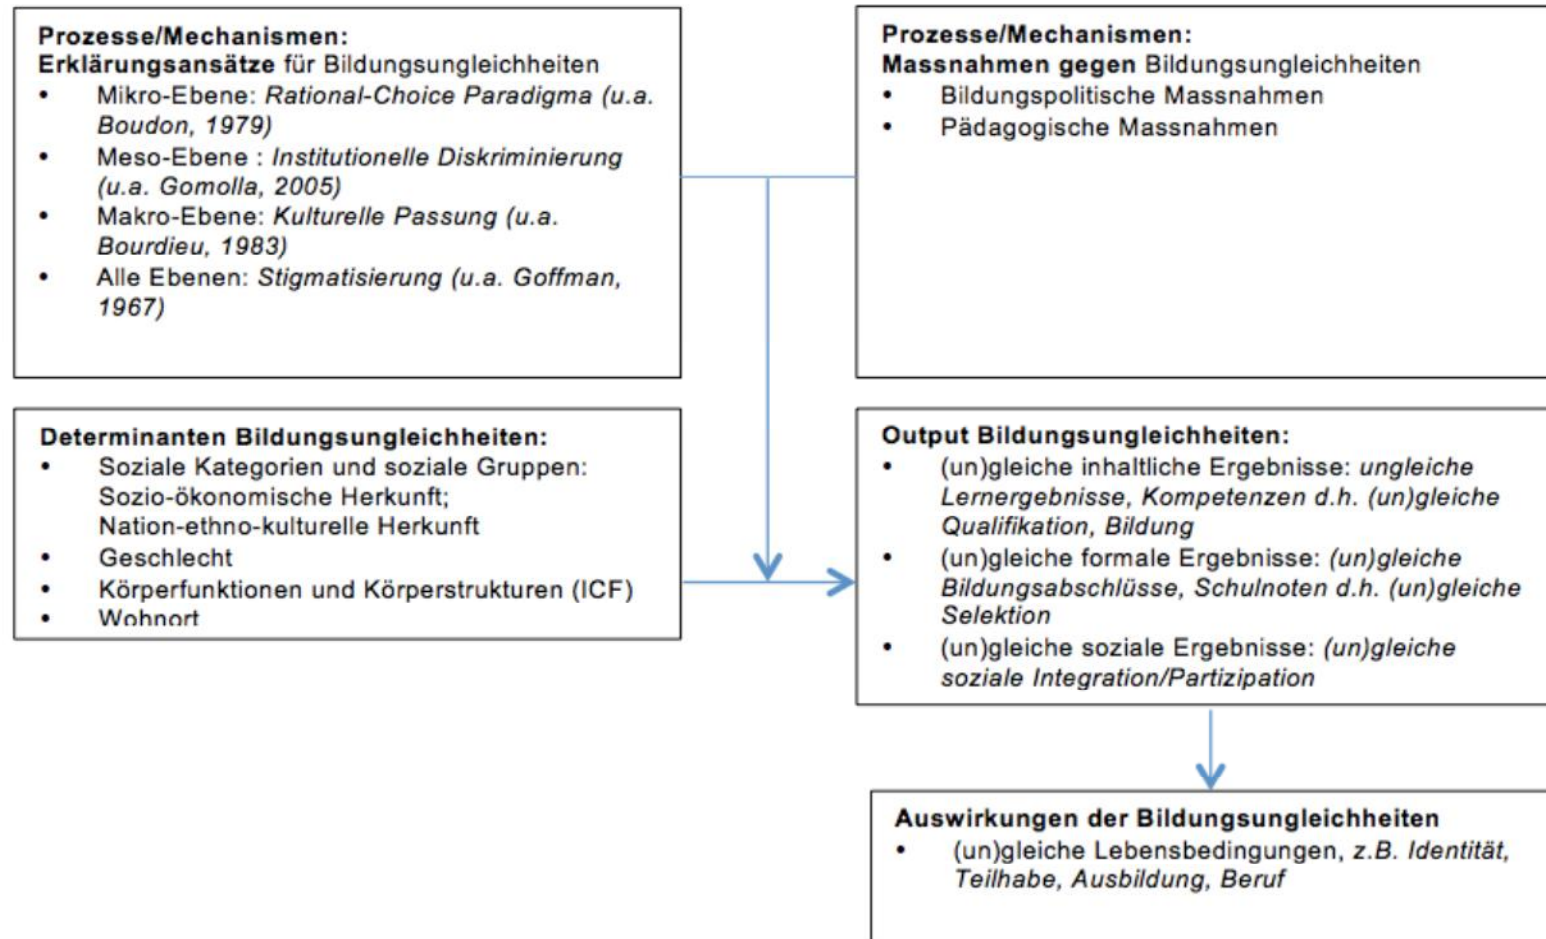 Prozesse/Mechanismen:
Erklärungsansätze für Bildungsungleichheiten
• Mikro-Ebene: Rational-Choice Paradigma (u.a.
Boudon, 1979)
• Meso-Ebene : Institutionelle Diskriminierung
(u.a. Gomolla, 2005)
• Makro-Ebene: Kulturelle Passung (u.a.
Bourdieu, 1983)
• Alle Ebenen: Stigmatisierung (u.a. Goffman,
1967)
Prozesse/Mechanismen:
Massnahmen gegen Bildungsungleichheiten
• Bildungspolitische Massnahmen
• Pädagogische Massnahmen
Determinanten Bildungsungleichheiten:
• Soziale Kategorien und soziale Gruppen:
Sozio-ökonomische Herkunft;
Nation-ethno-kulturelle Herkunft
• Geschlecht
• Körperfunktionen und Körperstrukturen (ICF)
• Wohnort
Output Bildungsungleichheiten:
• (un)gleiche inhaltliche Ergebnisse: ungleiche
Lernergebnisse, Kompetenzen d.h. (un)gleiche
Qualifikation, Bildung
• (un)gleiche formale Ergebnisse: (un)gleiche
Bildungsabschlüsse, Schulnoten d.h. (un)gleiche
Selektion
• (un)gleiche soziale Ergebnisse: (un)gleiche
soziale Integration/Partizipation
Auswirkungen der Bildungsungleichheiten
• (un)gleiche Lebensbedingungen, z.B. Identität,
Teilhabe, Ausbildung, Beruf